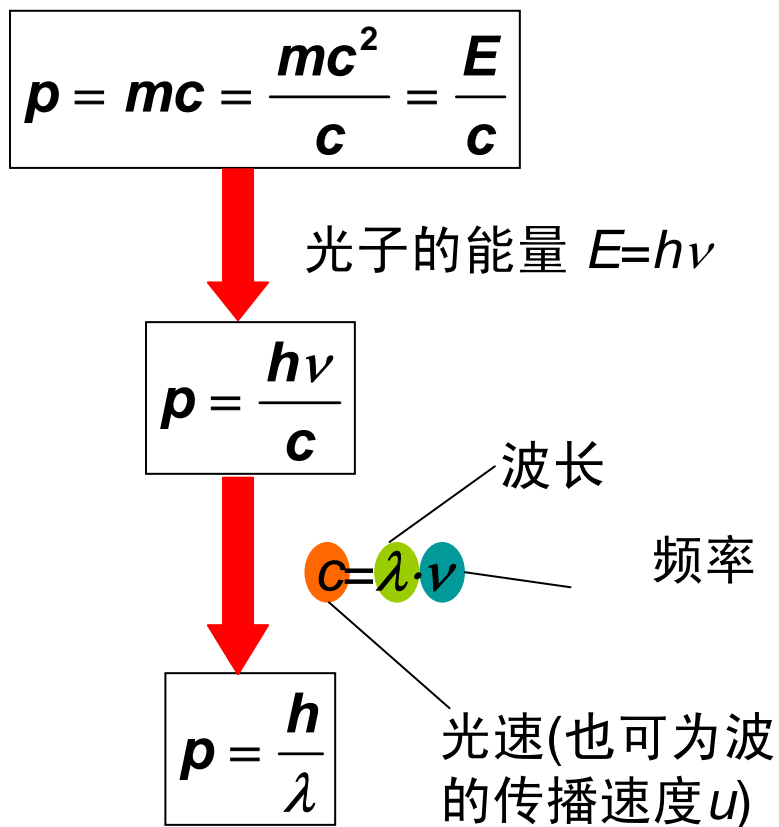 p = mc = mc²/c = E/c
光子的能量 E=hν
p = hν/c
波长
c=λ·ν
频率
光速(也可为波
的传播速度u)
p = h/λ